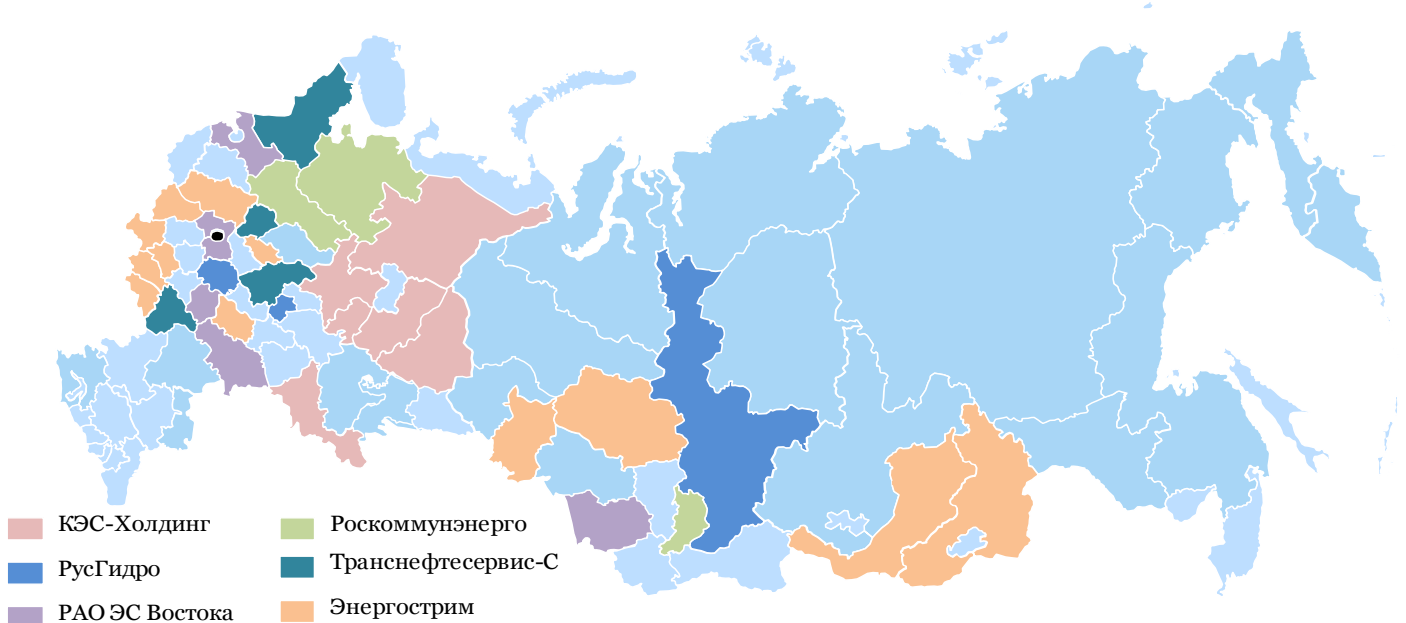 КЭС-Холдинг
РусГидро
РАО ЭС Востока
Роскоммунэнерго
Транснефтесервис-С
Энергострим